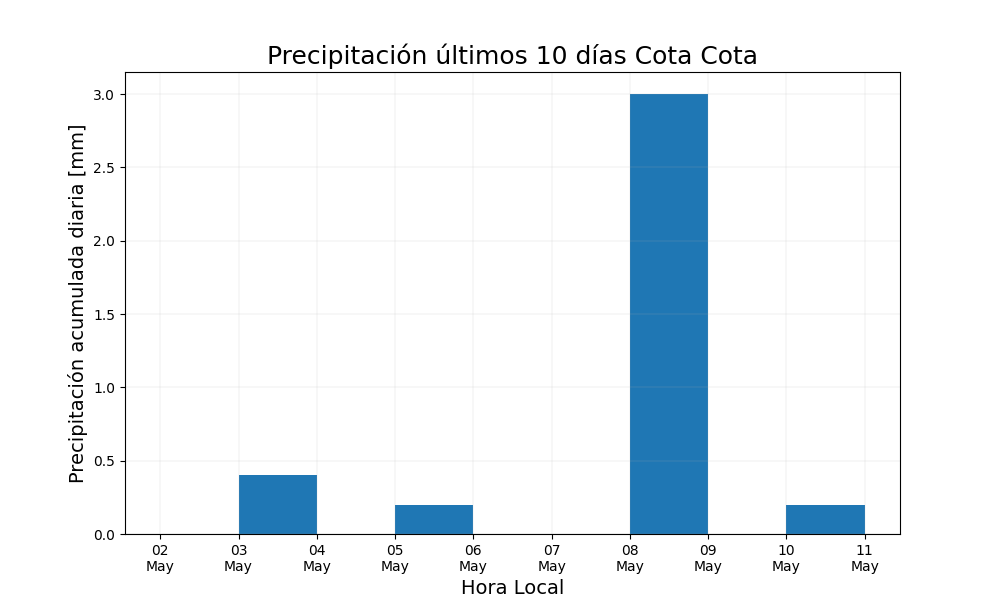 Precipitación últimos 10 días Cota Cota
Precipitación acumulada diaria [mm]
3.0
2.5
2.0
1.5
1.0
0.5
0.0
02 03 04 05 06 07 08 09 10 11
May May May May May May May May May May
Hora Local